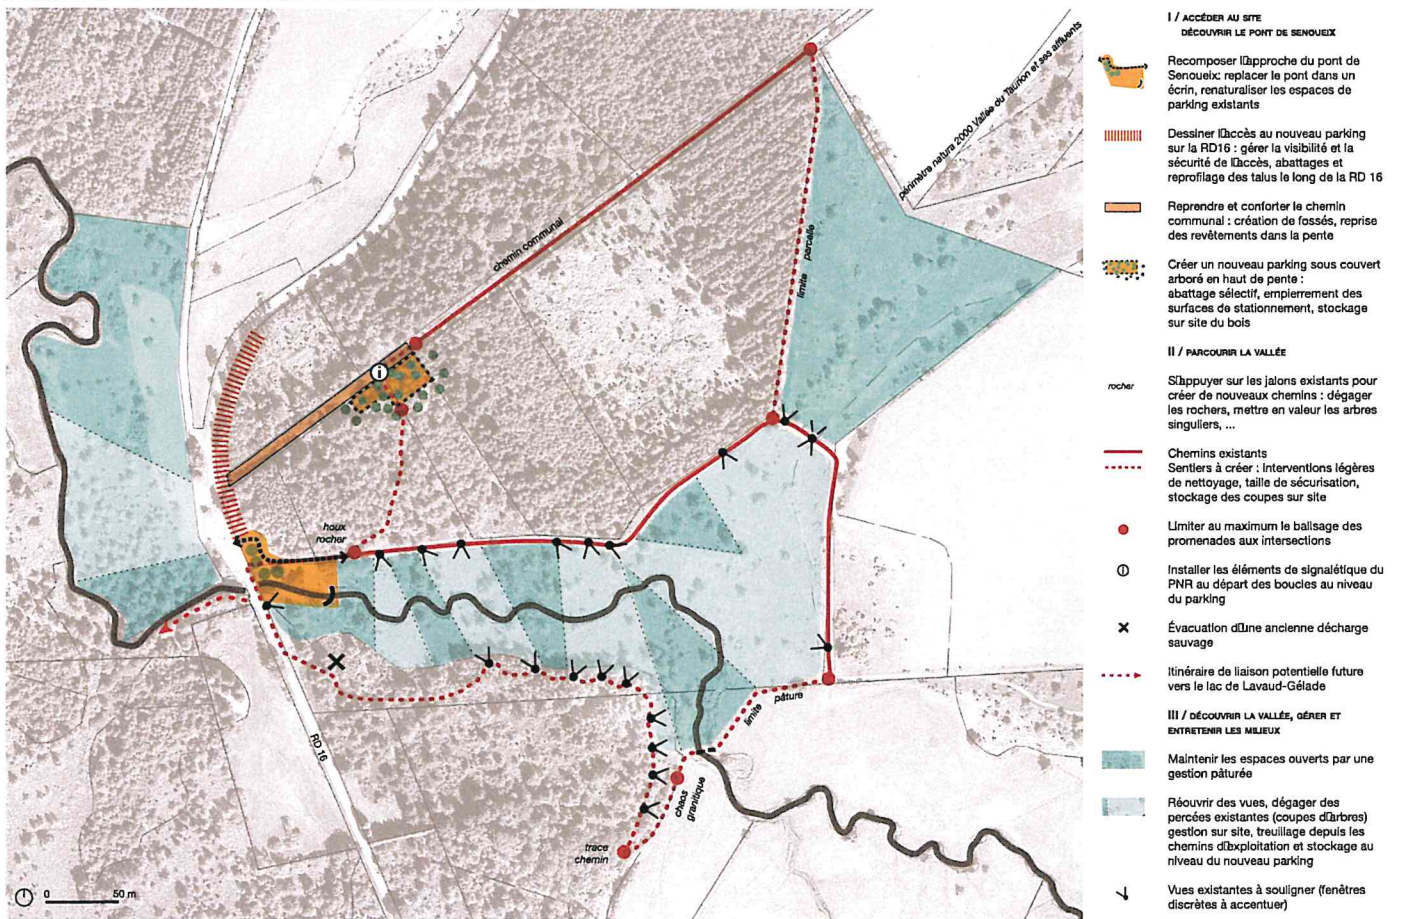 périmètre natura 2000 Vallée du Taurion et ses affluents
chemin communal
limite parcelle
i
houx
rocher
RD 16
limite pâture
chaos
granitique
trace
chemin
0 50 m
I / ACCÉDER AU SITE
DÉCOUVRIR LE PONT DE SENOUEIX
Recomposer l▯approche du pont de
Senoueix: replacer le pont dans un
écrin, renaturaliser les espaces de
parking existants
Dessiner l▯accès au nouveau parking
sur la RD16 : gérer la visibilité et la
sécurité de l▯accès, abattages et
reprofilage des talus le long de la RD 16
Reprendre et conforter le chemin
communal : création de fossés, reprise
des revêtements dans la pente
Créer un nouveau parking sous couvert
arboré en haut de pente :
abattage sélectif, empierrement des
surfaces de stationnement, stockage
sur site du bois
II / PARCOURIR LA VALLÉE
rocher
S▯appuyer sur les jalons existants pour
créer de nouveaux chemins : dégager
les rochers, mettre en valeur les arbres
singuliers, ...
Chemins existants
Sentiers à créer : interventions légères
de nettoyage, taille de sécurisation,
stockage des coupes sur site
Limiter au maximum le balisage des
promenades aux intersections
i
Installer les éléments de signalétique du
PNR au départ des boucles au niveau
du parking
Évacuation d▯une ancienne décharge
sauvage
Itinéraire de liaison potentielle future
vers le lac de Lavaud-Gélade
III / DÉCOUVRIR LA VALLÉE, GÉRER ET
ENTRETENIR LES MILIEUX
Maintenir les espaces ouverts par une
gestion pâturée
Réouvrir des vues, dégager des
percées existantes (coupes d▯arbres)
gestion sur site, treuillage depuis les
chemins d▯exploitation et stockage au
niveau du nouveau parking
Vues existantes à souligner (fenêtres
discrètes à accentuer)